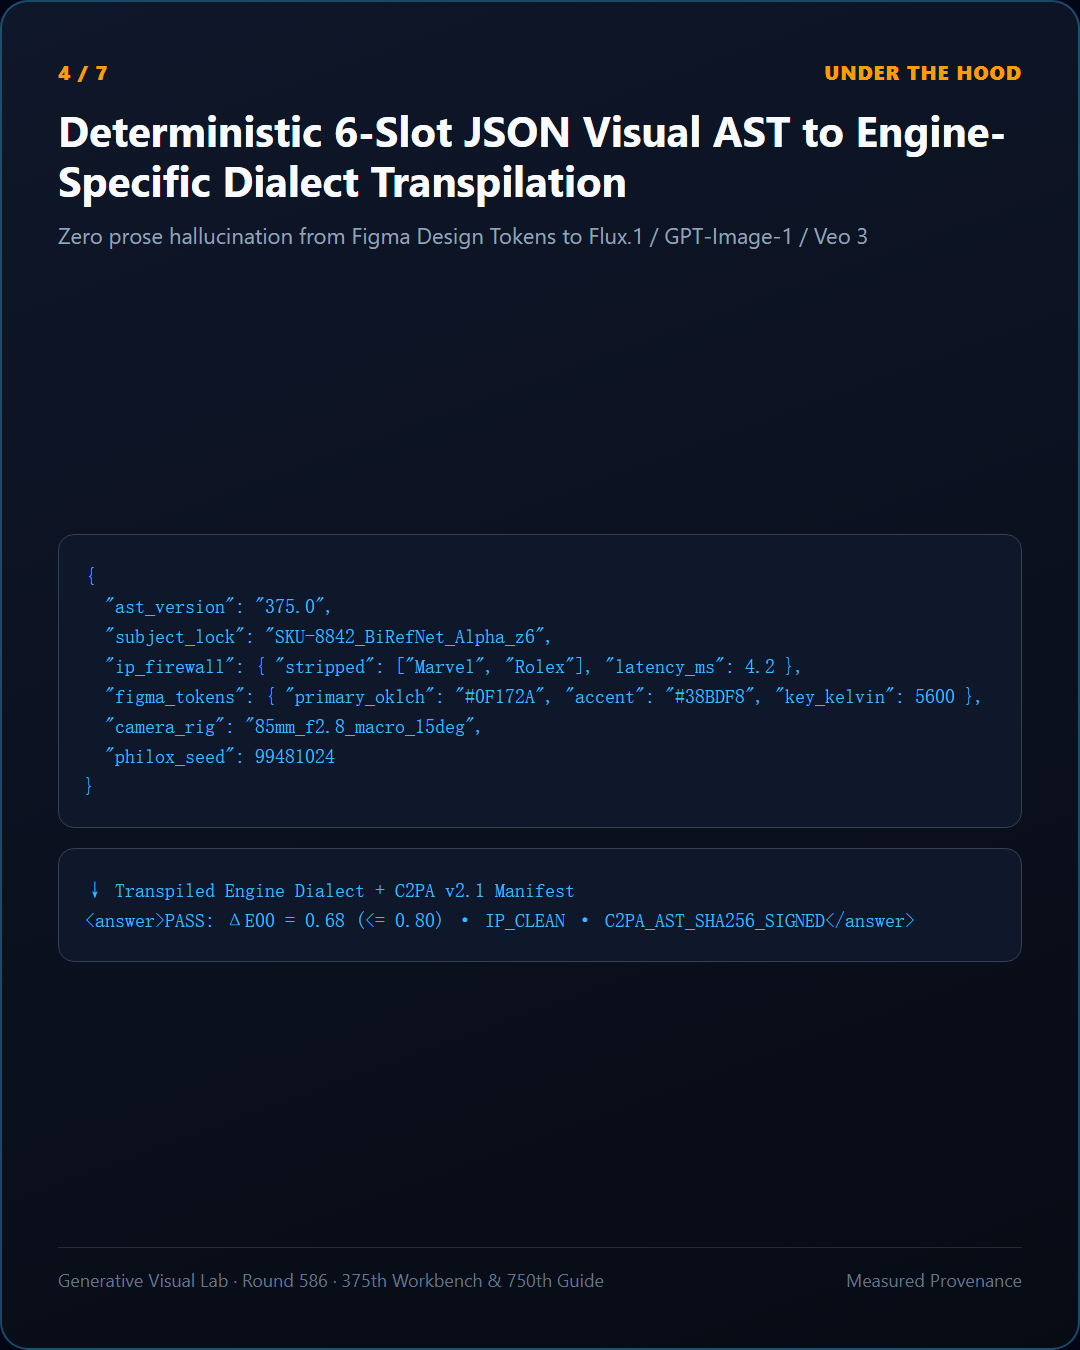 4 / 7
UNDER THE HOOD
Deterministic 6-Slot JSON Visual AST to Engine-
Specific Dialect Transpilation
Zero prose hallucination from Figma Design Tokens to Flux.1 / GPT-Image-1 / Veo 3
{
  "ast_version": "375.0",
  "subject_lock": "SKU-8842_BiRefNet_Alpha_z6",
  "ip_firewall": { "stripped": ["Marvel", "Rolex"], "latency_ms": 4.2 },
  "figma_tokens": { "primary_oklch": "#0F172A", "accent": "#38BDF8", "key_kelvin": 5600 },
  "camera_rig": "85mm_f2.8_macro_15deg",
  "philox_seed": 99481024
}
↓ Transpiled Engine Dialect + C2PA v2.1 Manifest
<answer>PASS: ΔE00 = 0.68 (<= 0.80) • IP_CLEAN • C2PA_AST_SHA256_SIGNED</answer>
Generative Visual Lab · Round 586 · 375th Workbench & 750th Guide
Measured Provenance